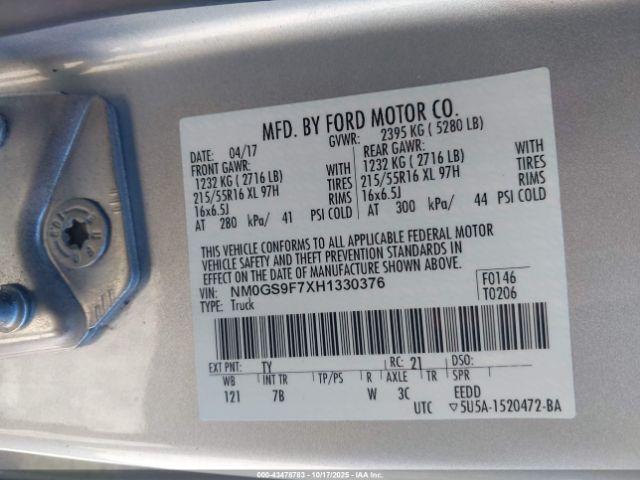 MFD. BY FORD MOTOR CO.
DATE: 04/17 GVWR: 2395 KG ( 5280 LB)
FRONT GAWR: REAR GAWR:
1232 KG ( 2716 LB) WITH 1232 KG ( 2716 LB) WITH
215/55R16 XL 97H TIRES 215/55R16 XL 97H TIRES
16x6.5J RIMS 16x6.5J RIMS
AT 280 kPa/ 41 PSI COLD AT 300 kPa/ 44 PSI COLD
THIS VEHICLE CONFORMS TO ALL APPLICABLE FEDERAL MOTOR
VEHICLE SAFETY AND THEFT PREVENTION STANDARDS IN
EFFECT ON THE DATE OF MANUFACTURE SHOWN ABOVE.
VIN: NM0GS9F7XH1330376 F0146
TYPE: Truck T0206
EXT PNT: TY RC: 21 DSO:
WB INT TR TP/PS R AXLE TR SPR
121 7B W 3C EEDD
UTC ▽5U5A-1520472-BA
000-43478783 - 10/17/2025 - IAA Inc.